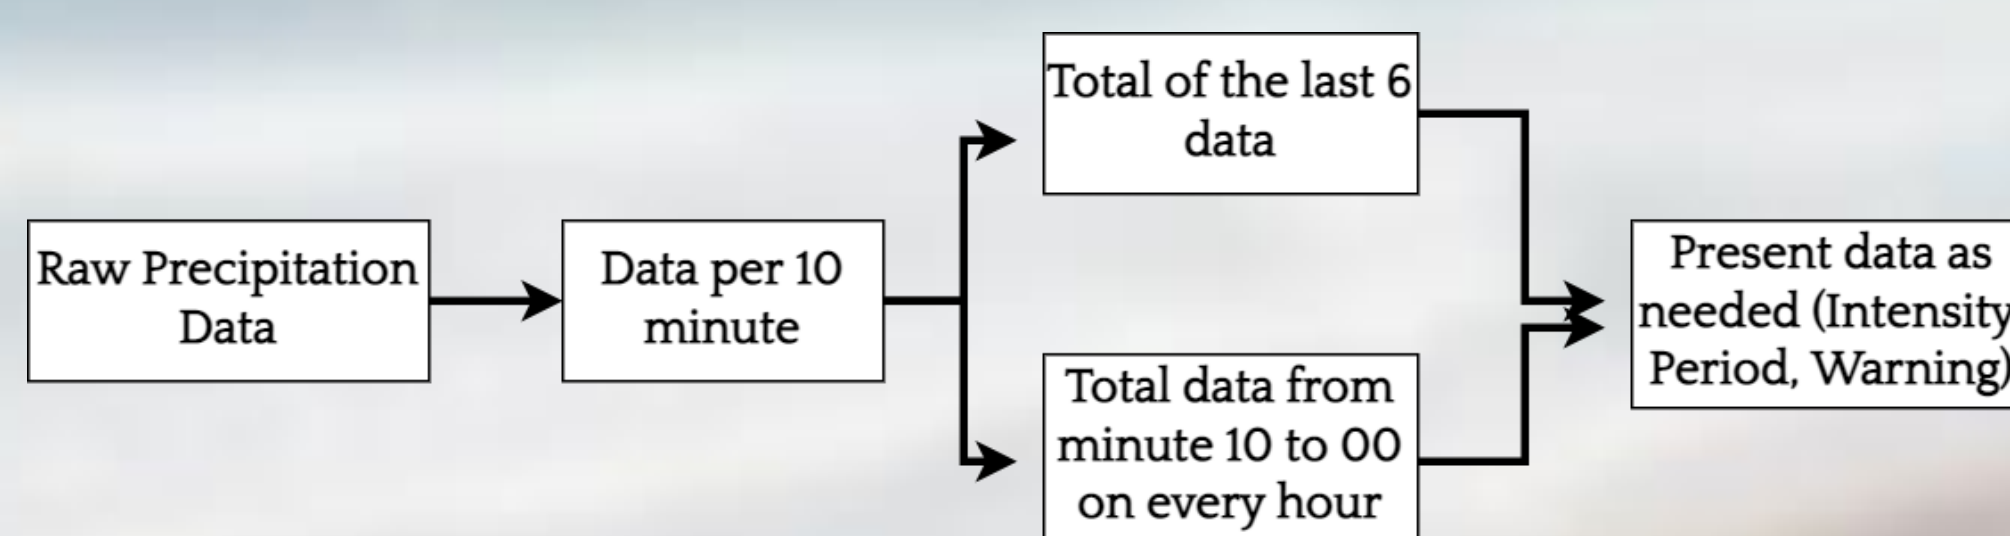 Raw Precipitation
Data
Data per 10
minute
Total of the last 6
data
Total data from
minute 10 to 00
on every hour
Present data as
needed (Intensity
Period, Warning)